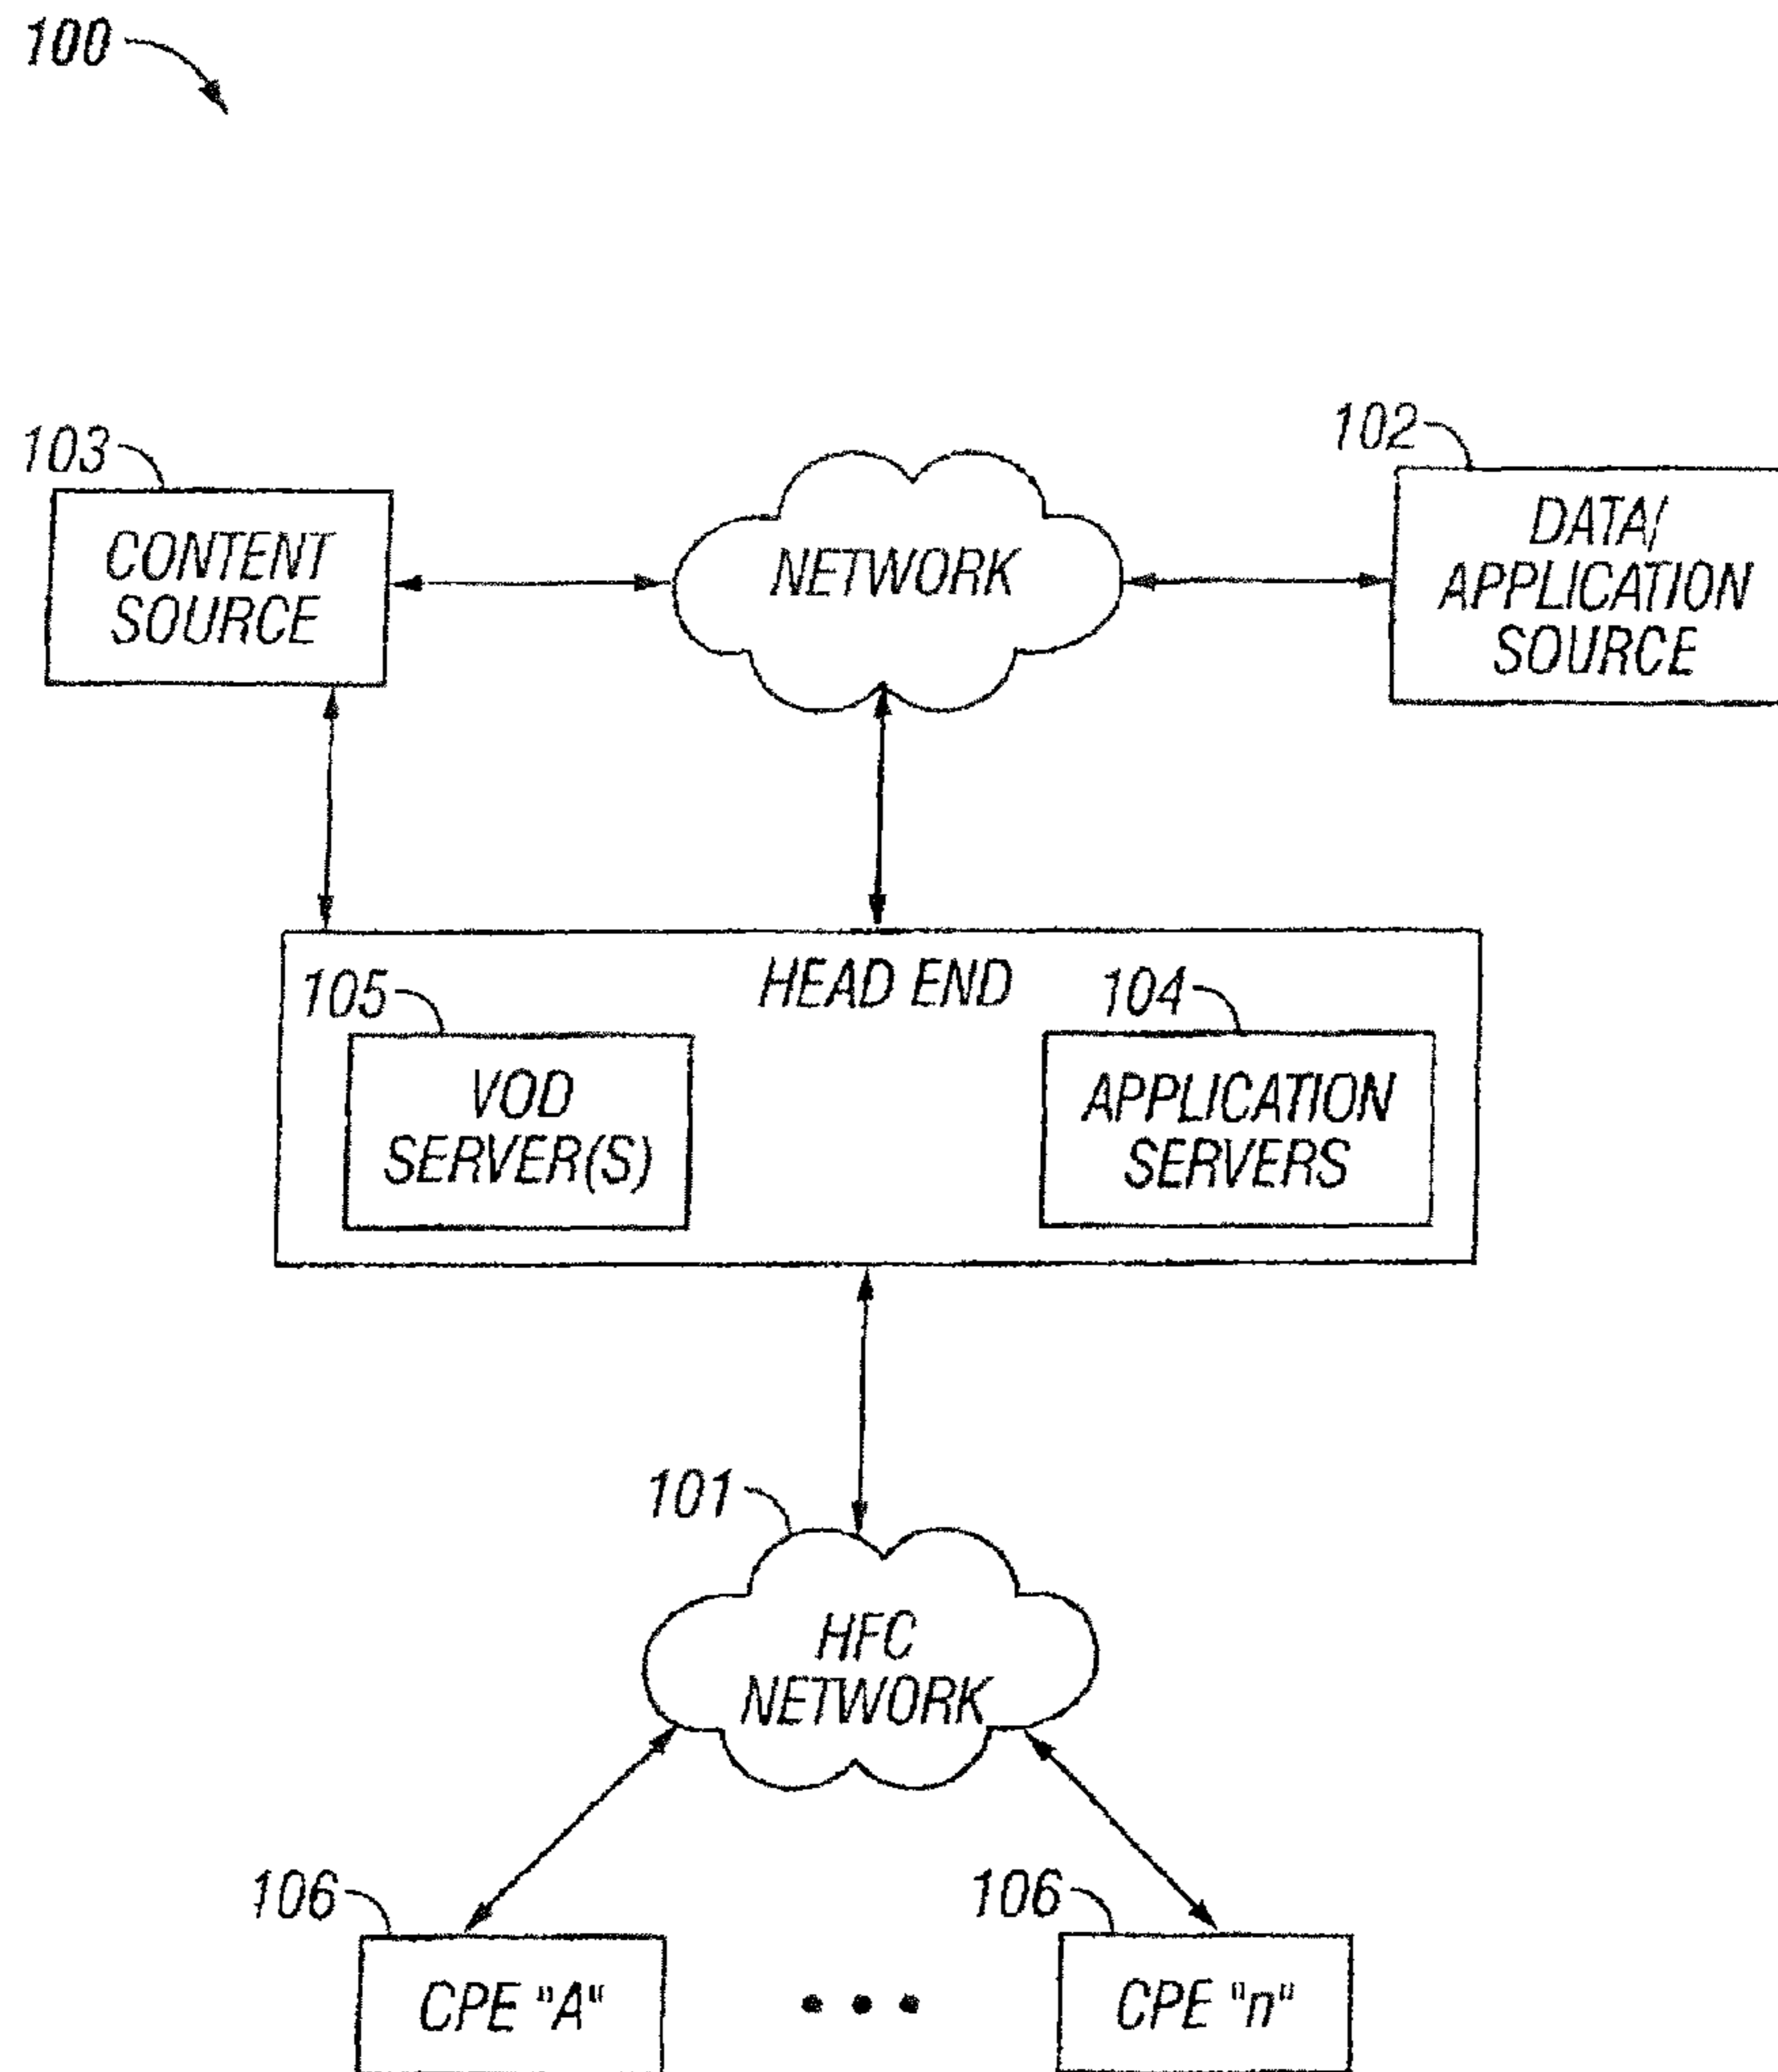 100
103
102
CONTENT
SOURCE
NETWORK
DATA/
APPLICATION
SOURCE
HEAD END
105
104
VOD
SERVER(S)
APPLICATION
SERVERS
101
HFC
NETWORK
106
106
CPE "A"
• • •
CPE "n"